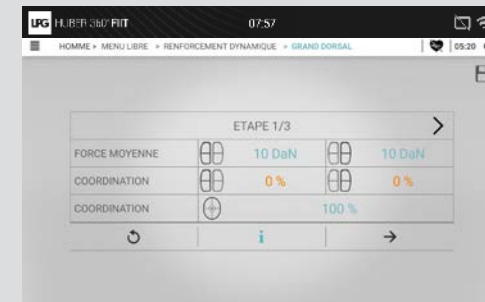 LPG HUBER 360° FIIT 07:57
HOMME > MENU LIBRE > RENFORCEMENT DYNAMIQUE > GRAND DORSAL 05:20
ETAPE 1/3
FORCE MOYENNE 10 DaN 10 DaN
COORDINATION 0 % 0 %
COORDINATION 100 %
i